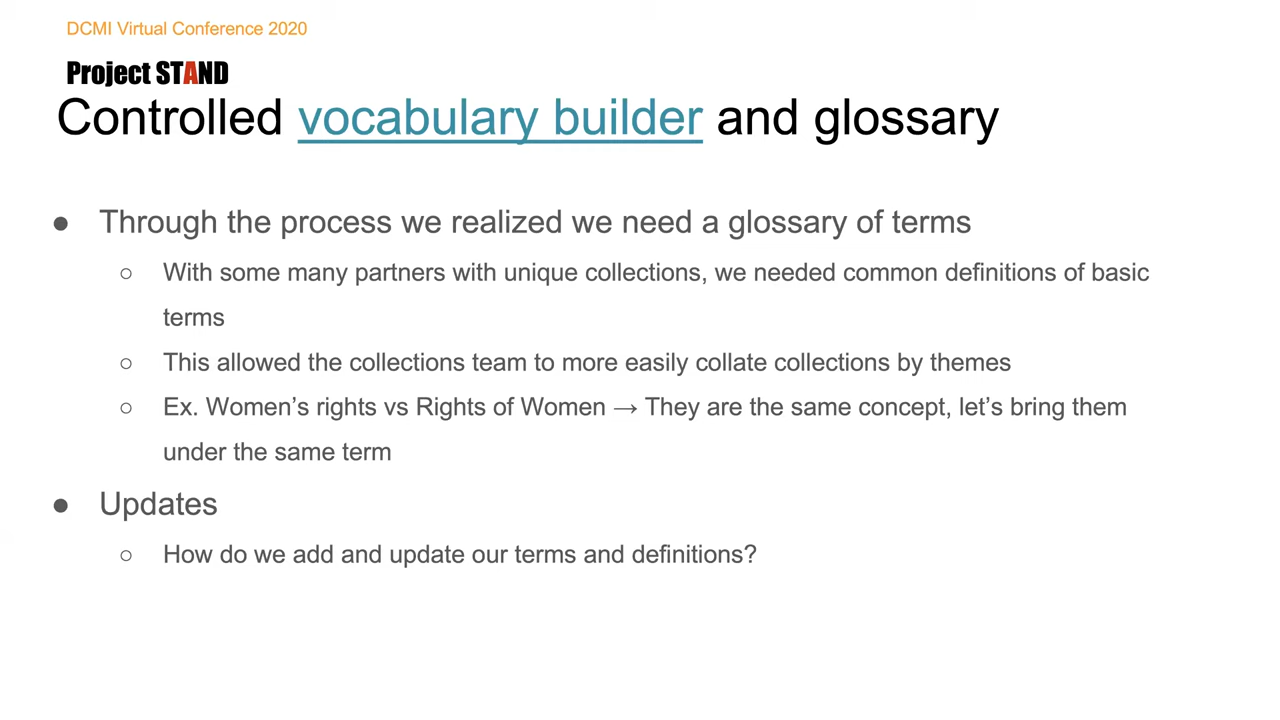 DCMI Virtual Conference 2020
Project STAND
Controlled vocabulary builder and glossary
● Through the process we realized we need a glossary of terms
○ With some many partners with unique collections, we needed common definitions of basic
terms
○ This allowed the collections team to more easily collate collections by themes
○ Ex. Women’s rights vs Rights of Women → They are the same concept, let’s bring them
under the same term
● Updates
○ How do we add and update our terms and definitions?